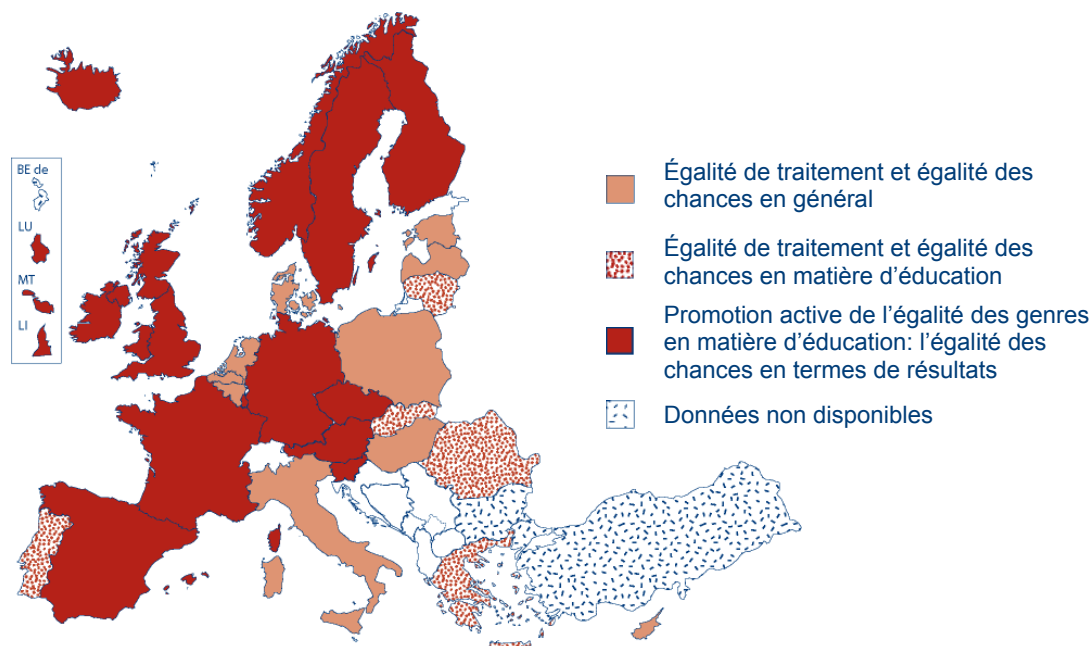 BE de
LU
MT
LI
Égalité de traitement et égalité des
chances en général
Égalité de traitement et égalité des
chances en matière d’éducation
Promotion active de l’égalité des genres
en matière d’éducation: l’égalité des
chances en termes de résultats
Données non disponibles